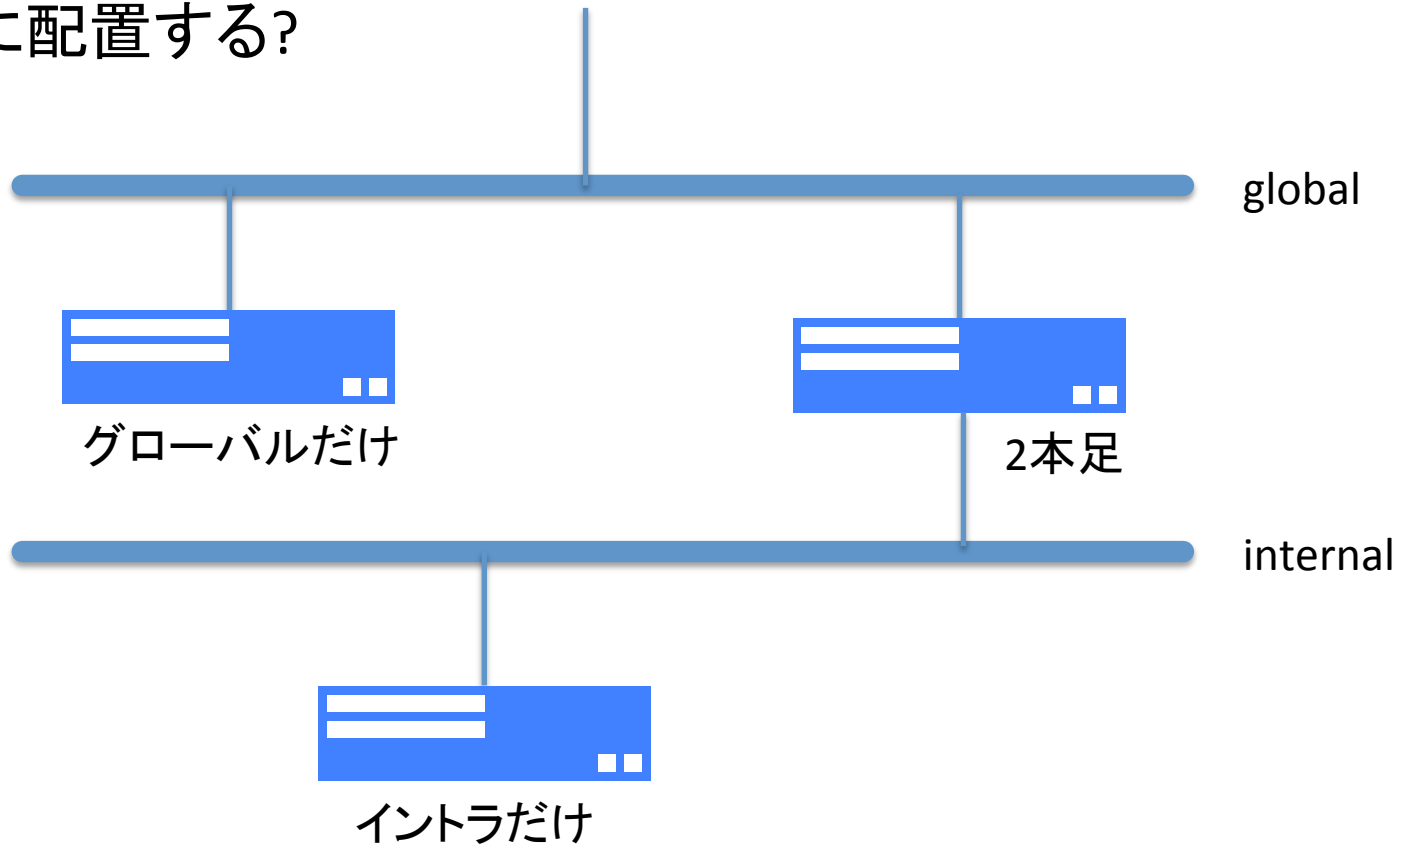 に配置する?
global
グローバルだけ
2本足
internal
イントラだけ